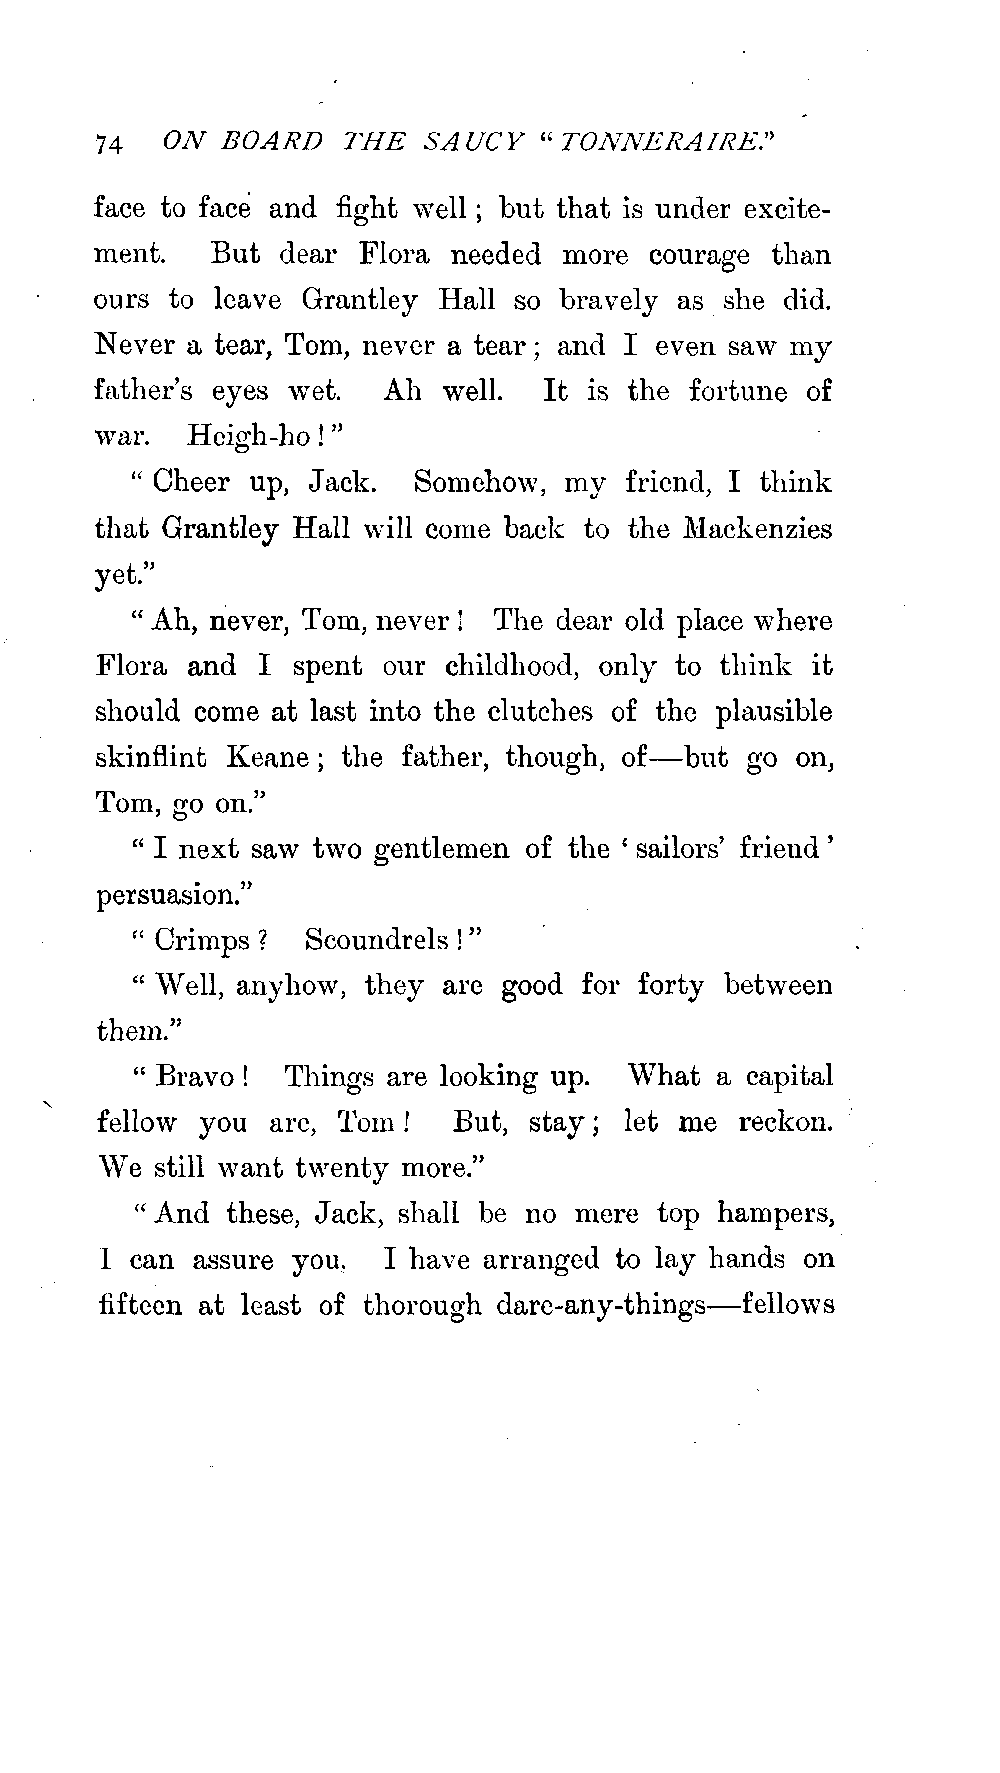 74 ON BOARD THE SAUCY “TONNERAIRE.”
face to face and fight well; but that is under excite-
ment. But dear Flora needed more courage than
ours to leave Grantley Hall so bravely as she did.
Never a tear, Tom, never a tear; and I even saw my
father’s eyes wet. Ah well. It is the fortune of
war. Heigh-ho!”
“Cheer up, Jack. Somehow, my friend, I think
that Grantley Hall will come back to the Mackenzies
yet.”
“Ah, never, Tom, never! The dear old place where
Flora and I spent our childhood, only to think it
should come at last into the clutches of the plausible
skinflint Keane; the father, though, of—but go on,
Tom, go on.”
“I next saw two gentlemen of the ‘sailors’ friend’
persuasion.”
“Crimps? Scoundrels!”
“Well, anyhow, they are good for forty between
them.”
“Bravo! Things are looking up. What a capital
fellow you are, Tom! But, stay; let me reckon.
We still want twenty more.”
“And these, Jack, shall be no mere top hampers,
I can assure you. I have arranged to lay hands on
fifteen at least of thorough dare-any-things—fellows